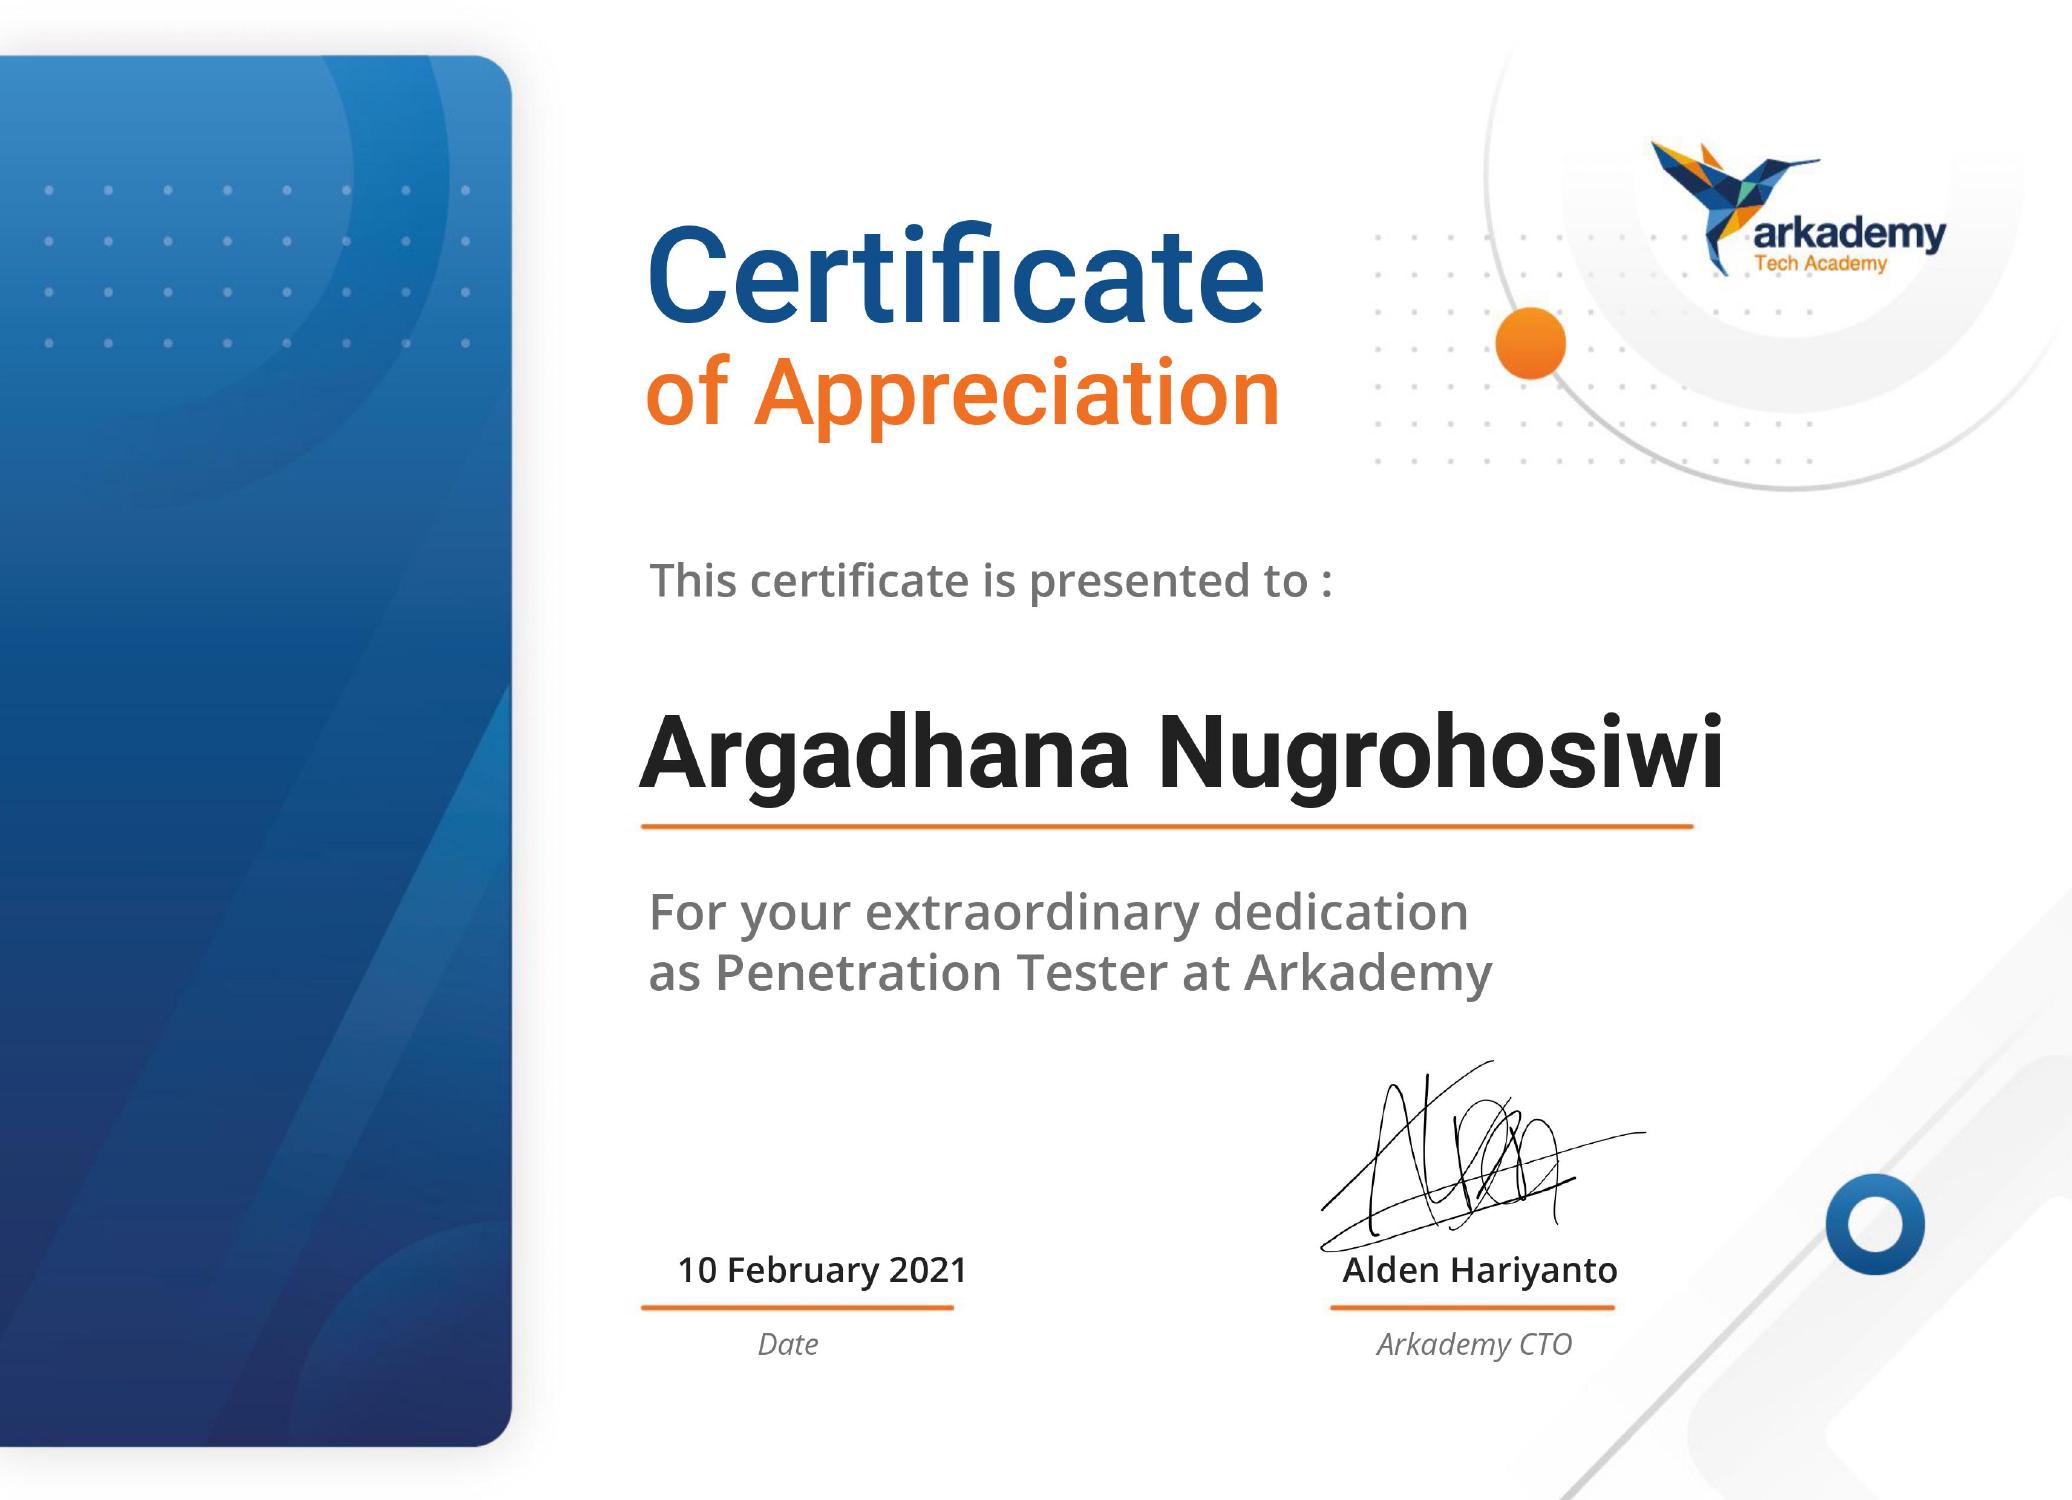 arkademy
Tech Academy
Certificate
of Appreciation
This certificate is presented to :
Argadhana Nugrohosiwi
For your extraordinary dedication
as Penetration Tester at Arkademy
10 February 2021
Date
Alden Hariyanto
Arkademy CTO